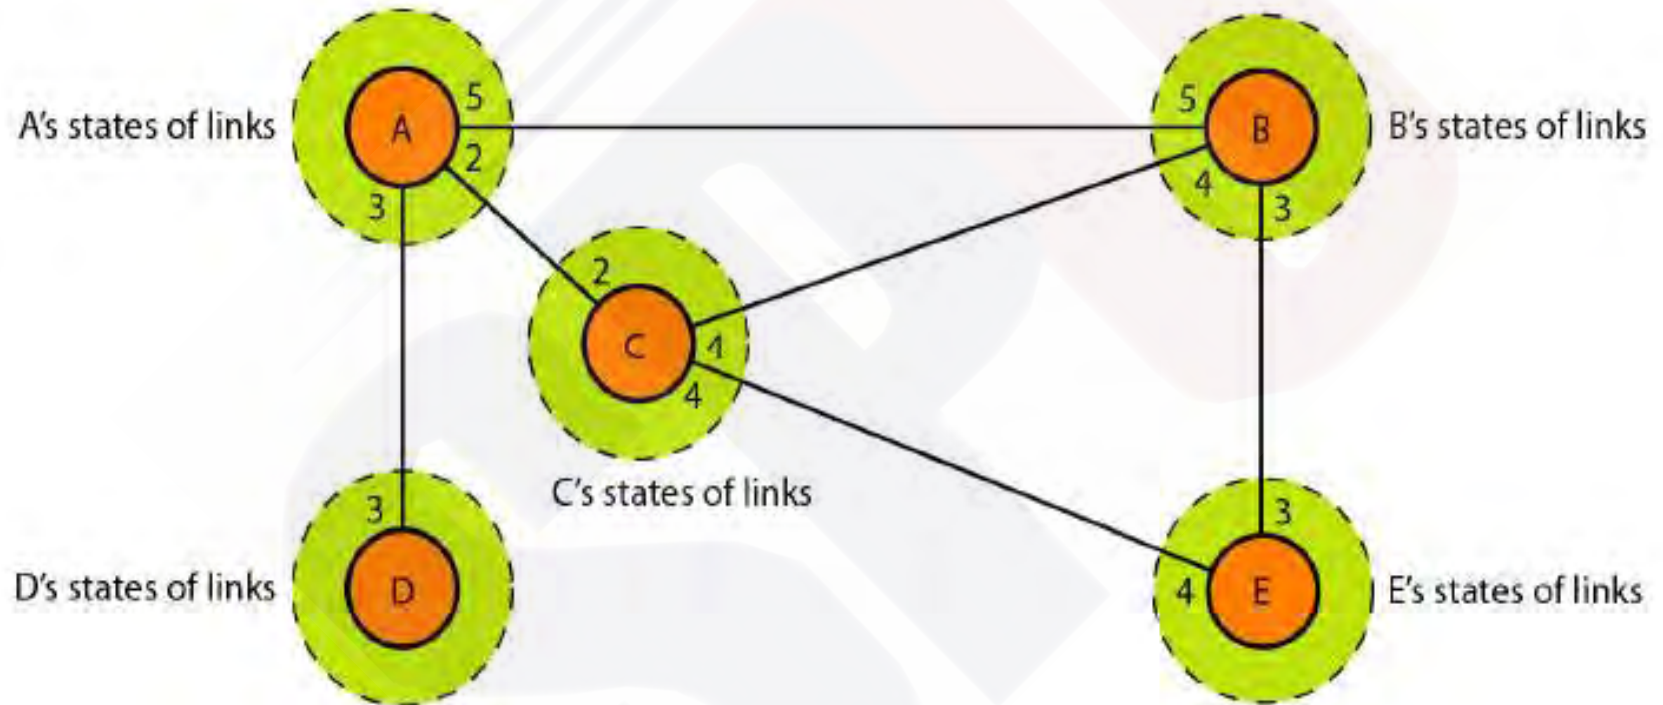 5
5
A's states of links
A
B
B's states of links
2
4
3
3
2
C
4
4
C's states of links
3
3
D's states of links
D
4
E
E's states of links